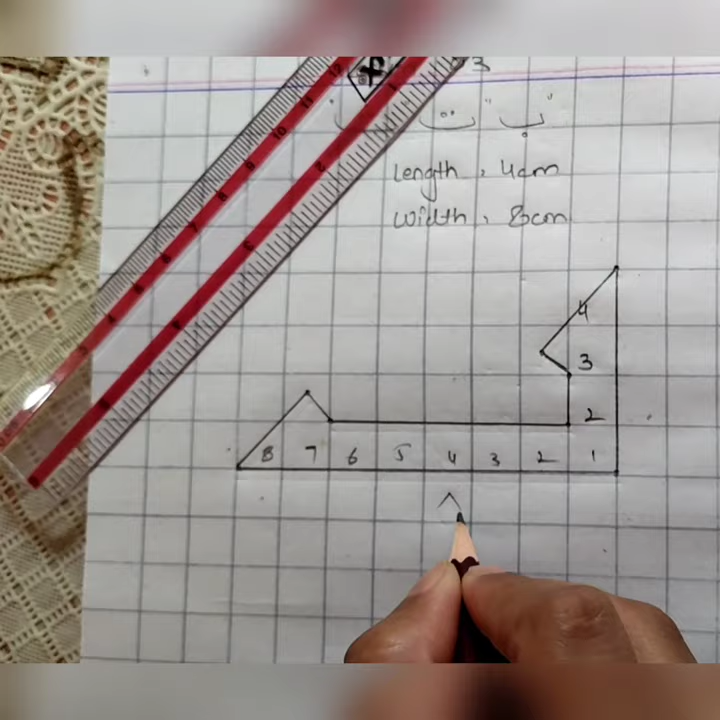 "ب" ت
Length, 4cm
Width, 8cm
4
3
2
8 7 6 5 4 3 2 1